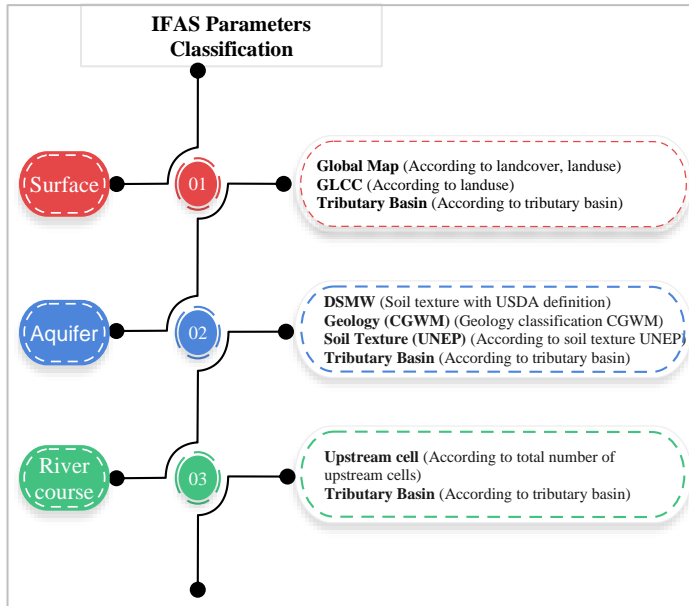 IFAS Parameters
Classification
Surface
01
Global Map (According to landcover, landuse)
GLCC (According to landuse)
Tributary Basin (According to tributary basin)
Aquifer
02
DSMW (Soil texture with USDA definition)
Geology (CGWM) (Geology classification CGWM)
Soil Texture (UNEP) (According to soil texture UNEP)
Tributary Basin (According to tributary basin)
River
course
03
Upstream cell (According to total number of
upstream cells)
Tributary Basin (According to tributary basin)